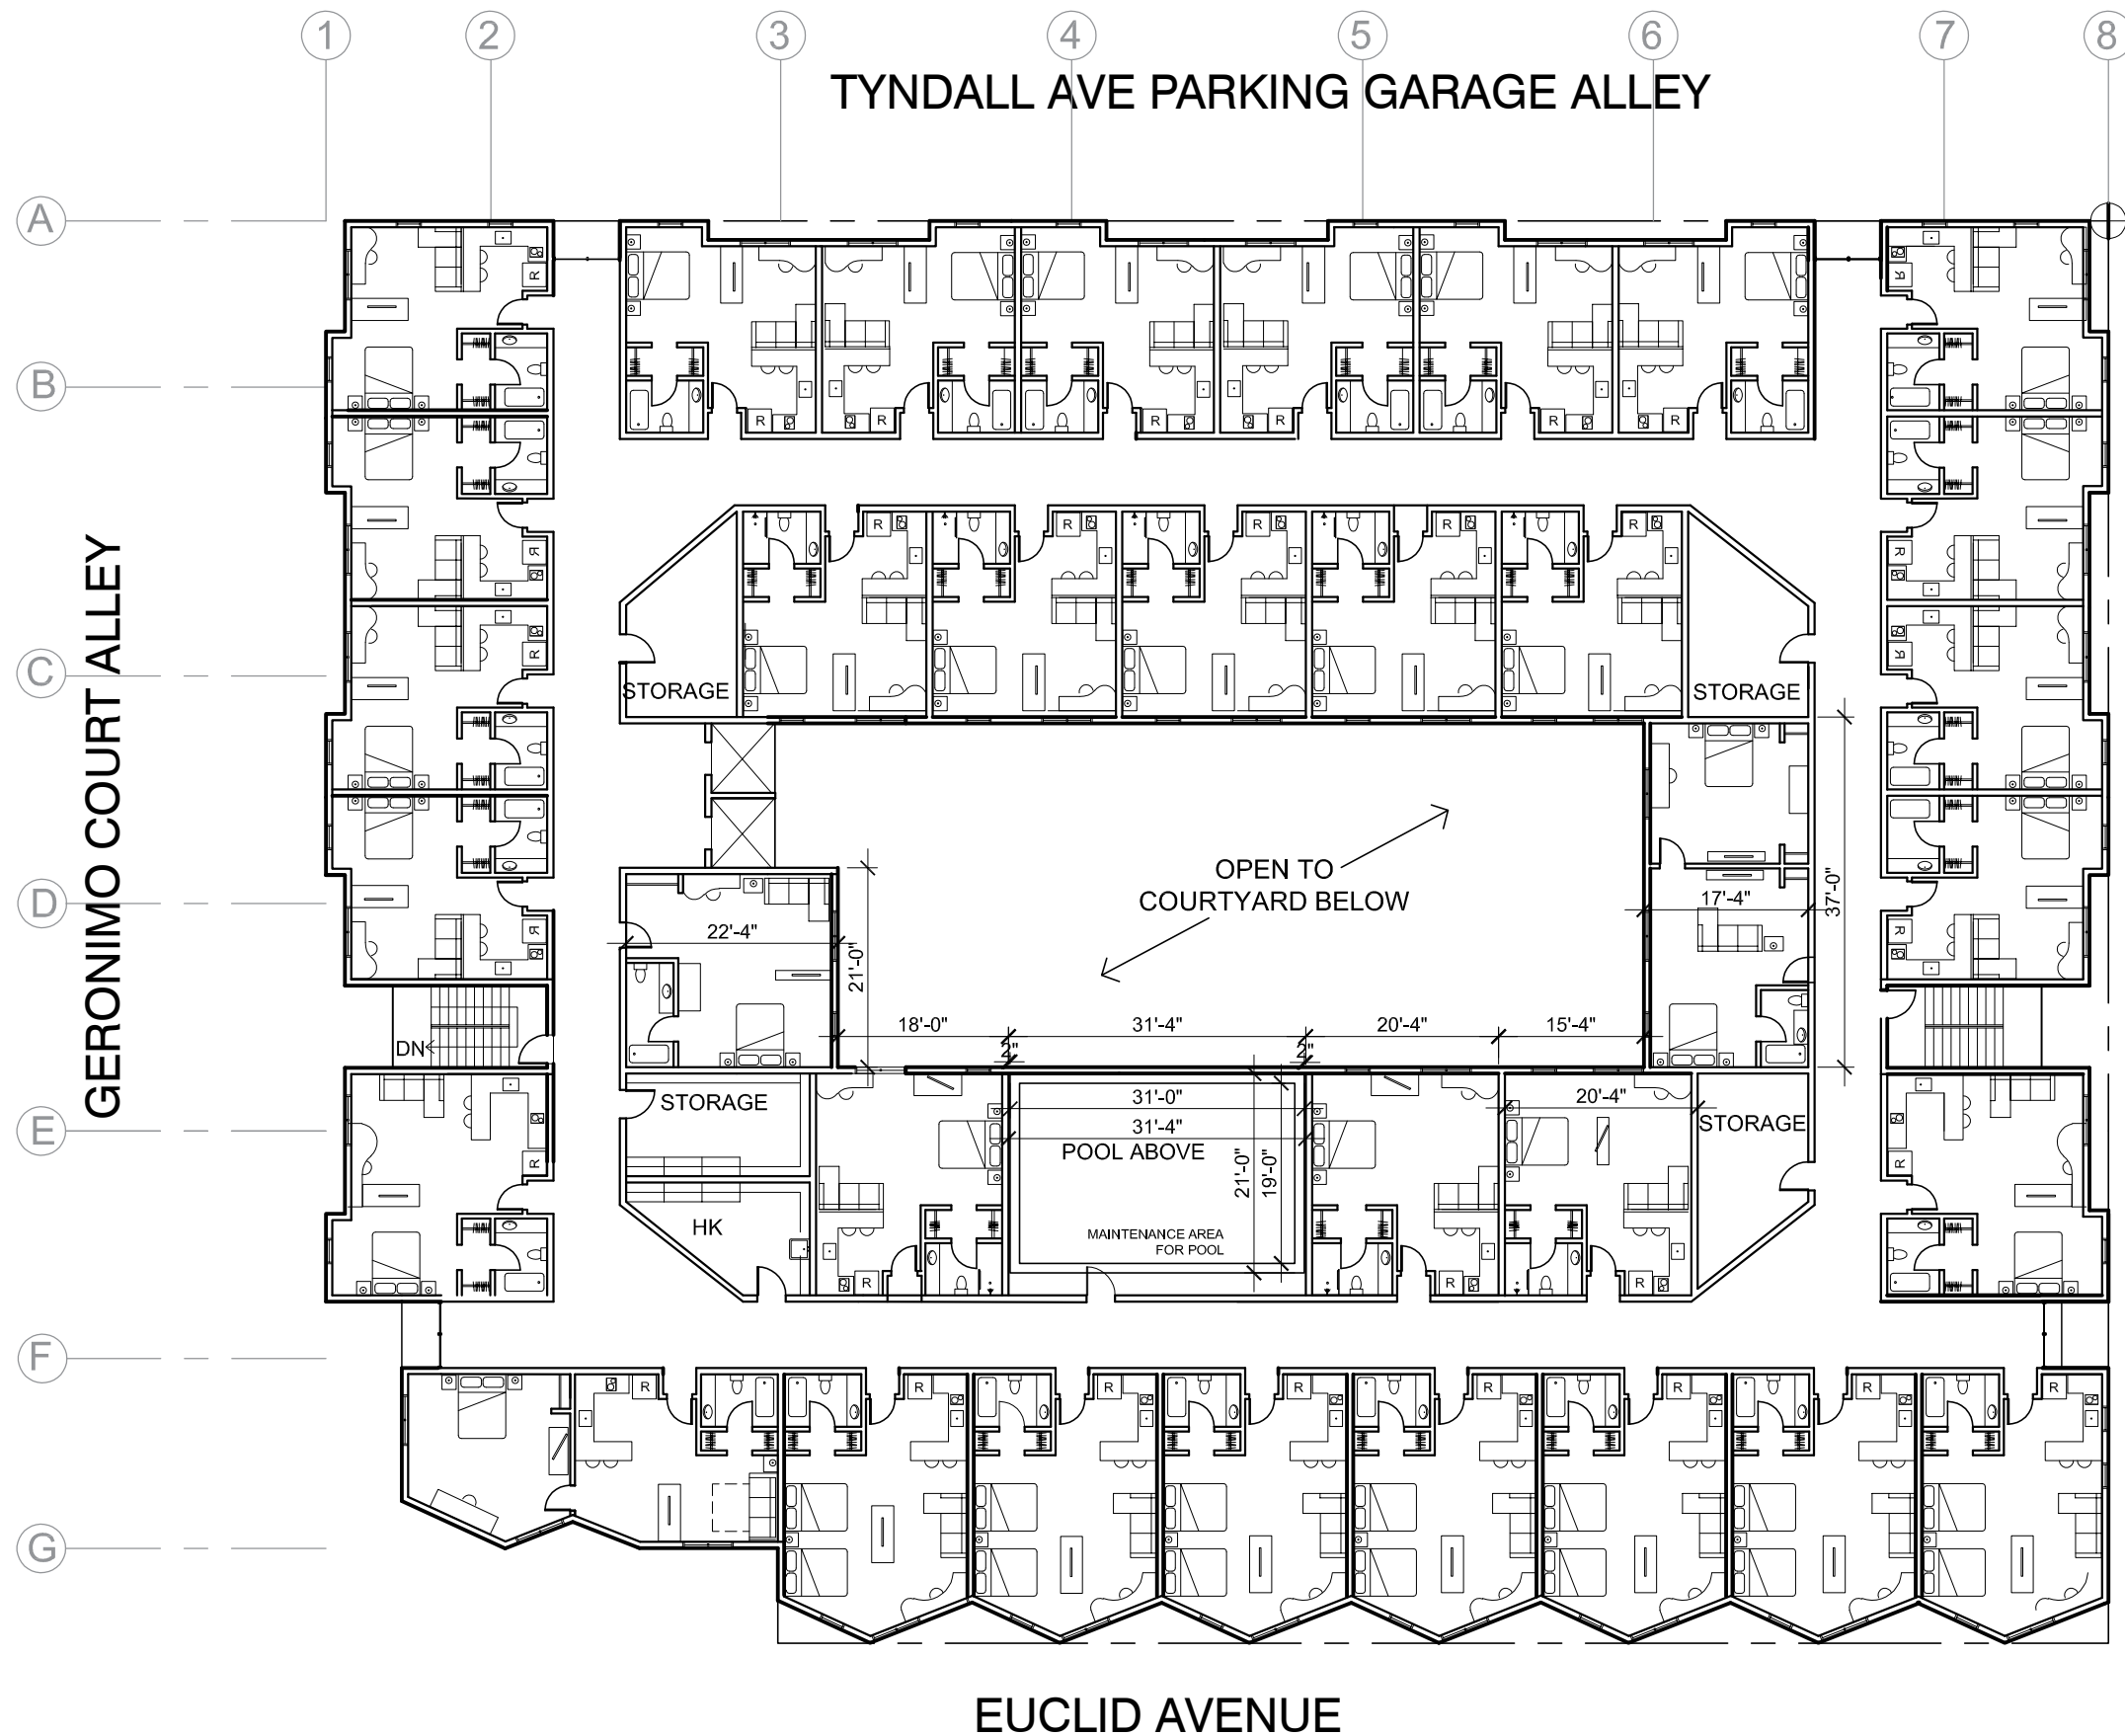 1 2 3 4 5 6 7 8
TYNDALL AVE PARKING GARAGE ALLEY
A
B
C
D
E
F
G
GERONIMO COURT ALLEY
R R R R R R
R R R R R
R
R
R
R
R
R
R
R
R
R
STORAGE
STORAGE
OPEN TO
COURTYARD BELOW
17'-4"
37'-0"
22'-4"
21'-0"
18'-0" 31'-4" 20'-4" 15'-4"
2" 2"
DN
STORAGE
31'-0"
31'-4"
POOL ABOVE
21'-0"
19'-0"
20'-4"
STORAGE
HK
MAINTENANCE AREA
FOR POOL
R R R
R R R R R R R R
EUCLID AVENUE